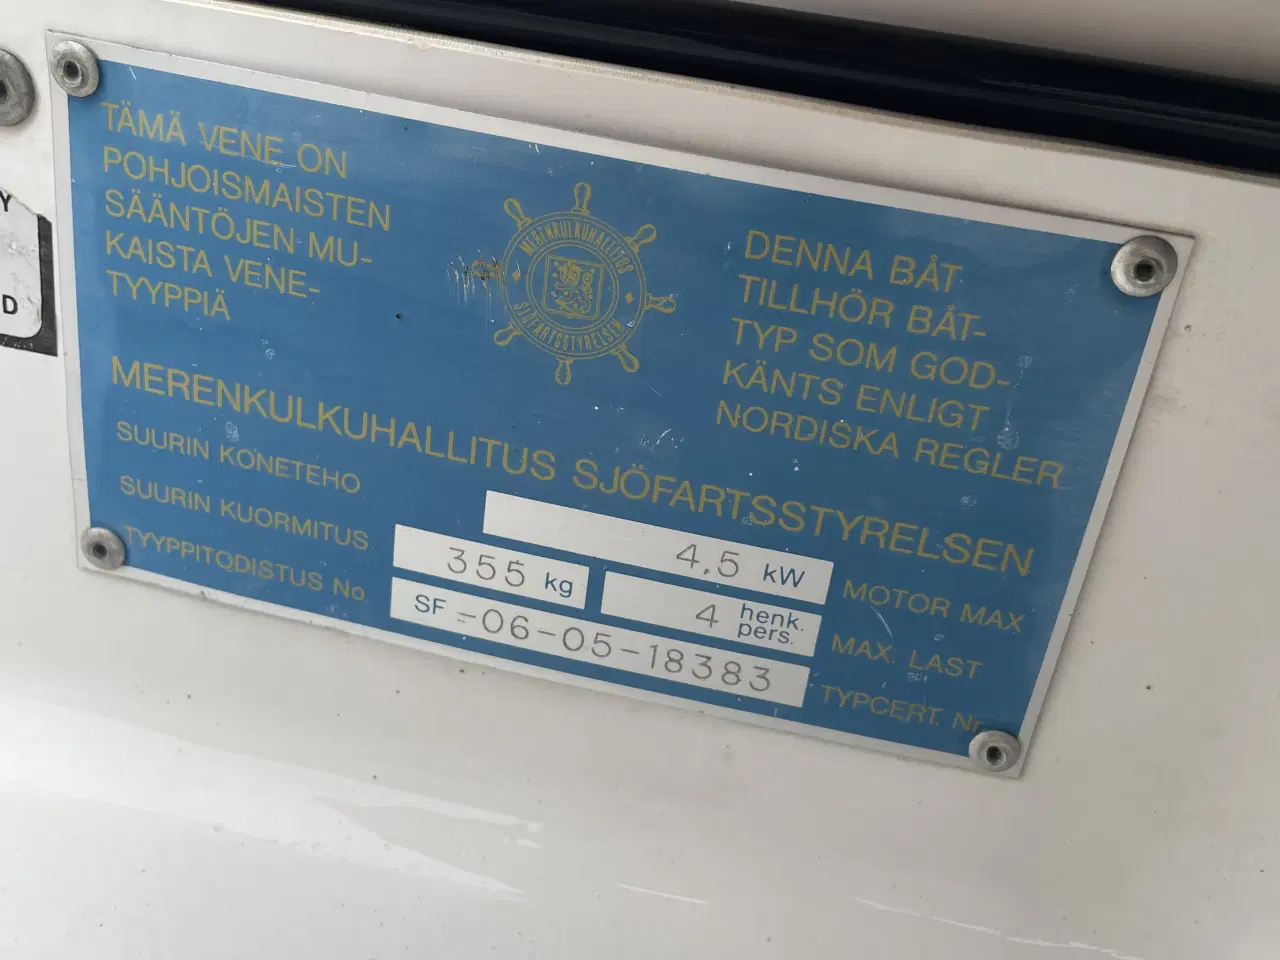 TÄMÄ VENE ON
POHJOISMAISTEN
SÄÄNTÖJEN MU-
KAISTA VENE-
TYYPPIÄ
MERENKULKUHALLITUS
SJÖFARTSSTYRELSEN
DENNA BÅT
TILLHÖR BÅT-
TYP SOM GOD-
KÄNTS ENLIGT
NORDISKA REGLER
MERENKULKUHALLITUS SJÖFARTSSTYRELSEN
SUURIN KONETEHO 4,5 kW MOTOR MAX
SUURIN KUORMITUS 355 kg 4 henk. pers. MAX. LAST
TYYPPITODISTUS No SF-06-05-18383 TYPCERT. Nr
Y
D